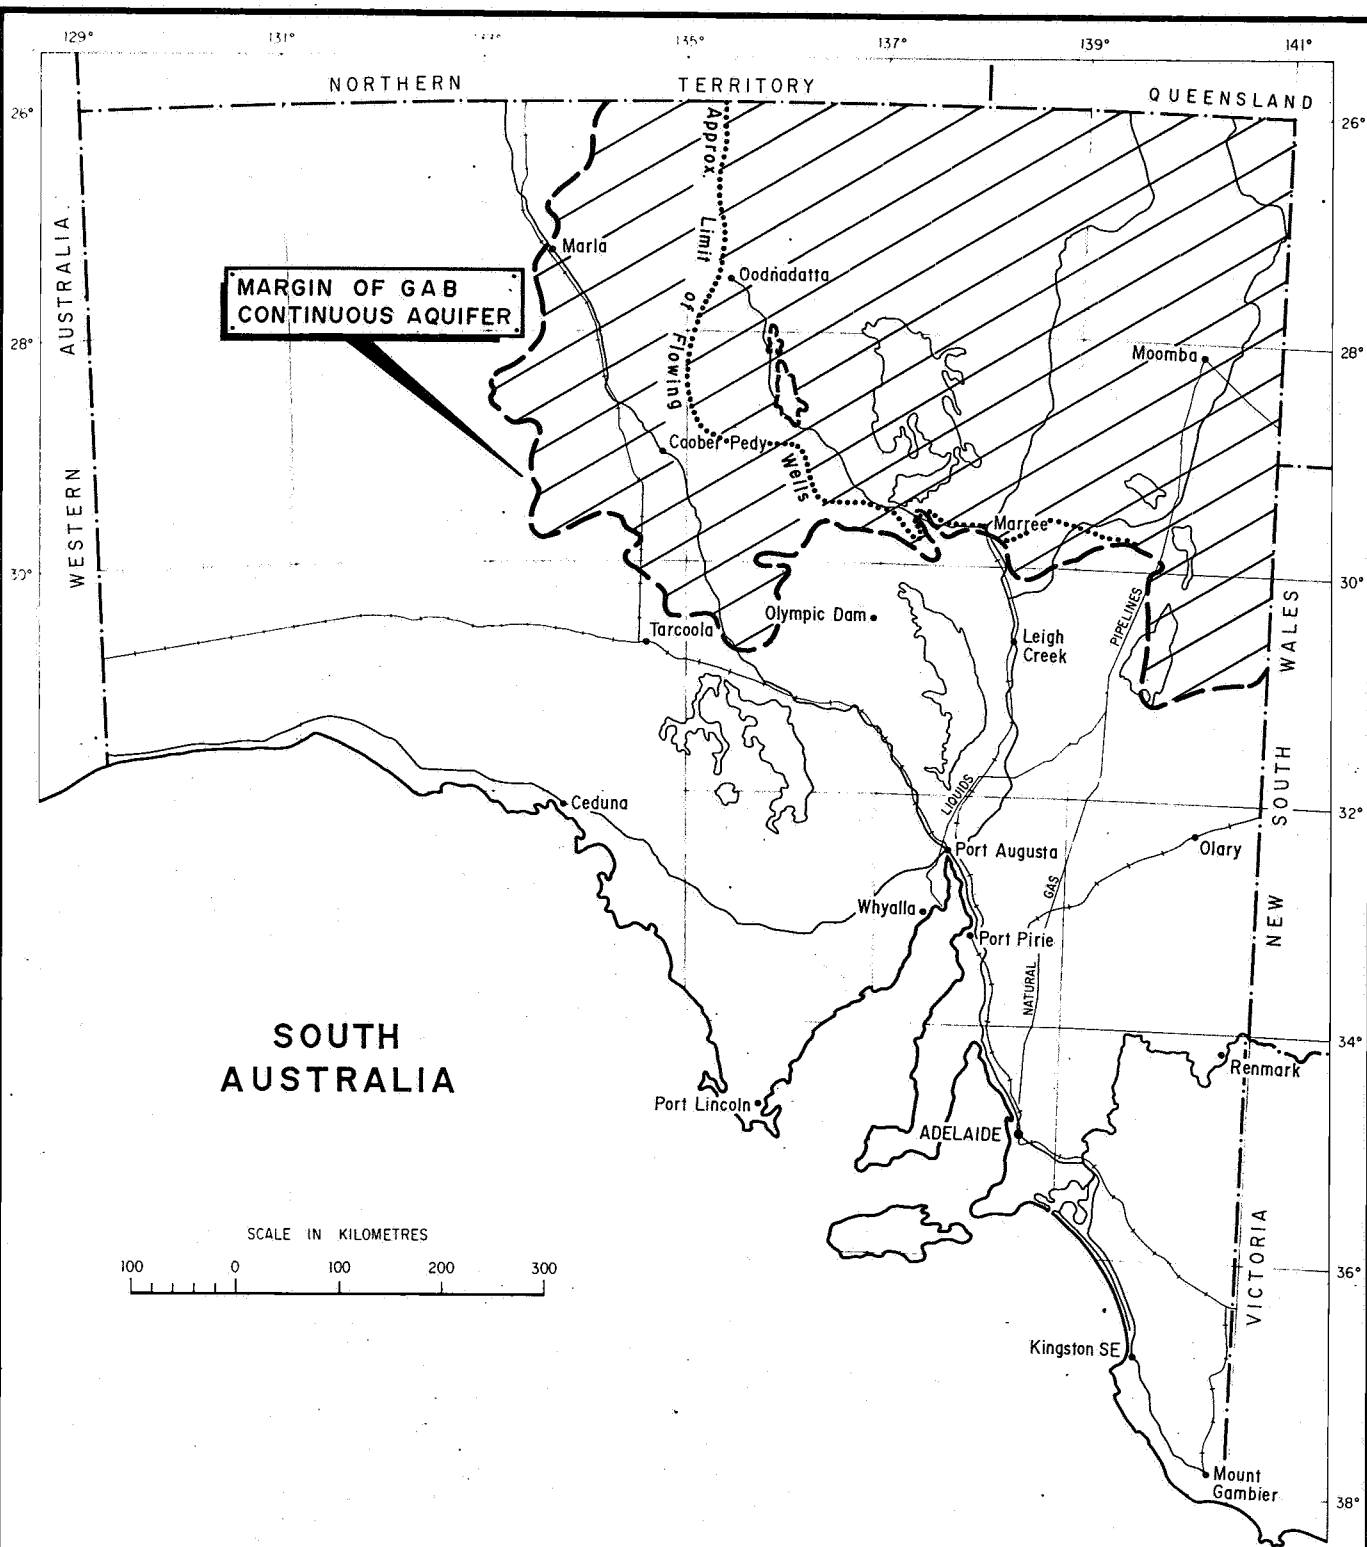 129°
131°
135°
137°
139°
141°
NORTHERN
TERRITORY
QUEENSLAND
26°
26°
Approx. Limit of Flowing Wells
Marla
Oodnadatta
MARGIN OF GAB
CONTINUOUS AQUIFER
WESTERN AUSTRALIA
28°
28°
Moomba
Coober Pedy
Marree
30°
30°
Olympic Dam
Tarcoola
Leigh
Creek
PIPELINES
LIQUIDS
NEW SOUTH WALES
Ceduna
32°
Port Augusta
Olary
GAS
Whyalla
Port Pirie
NATURAL
SOUTH
AUSTRALIA
34°
Renmark
Port Lincoln
ADELAIDE
SCALE IN KILOMETRES
100 0 100 200 300
36°
VICTORIA
Kingston SE
Mount
Gambier
38°